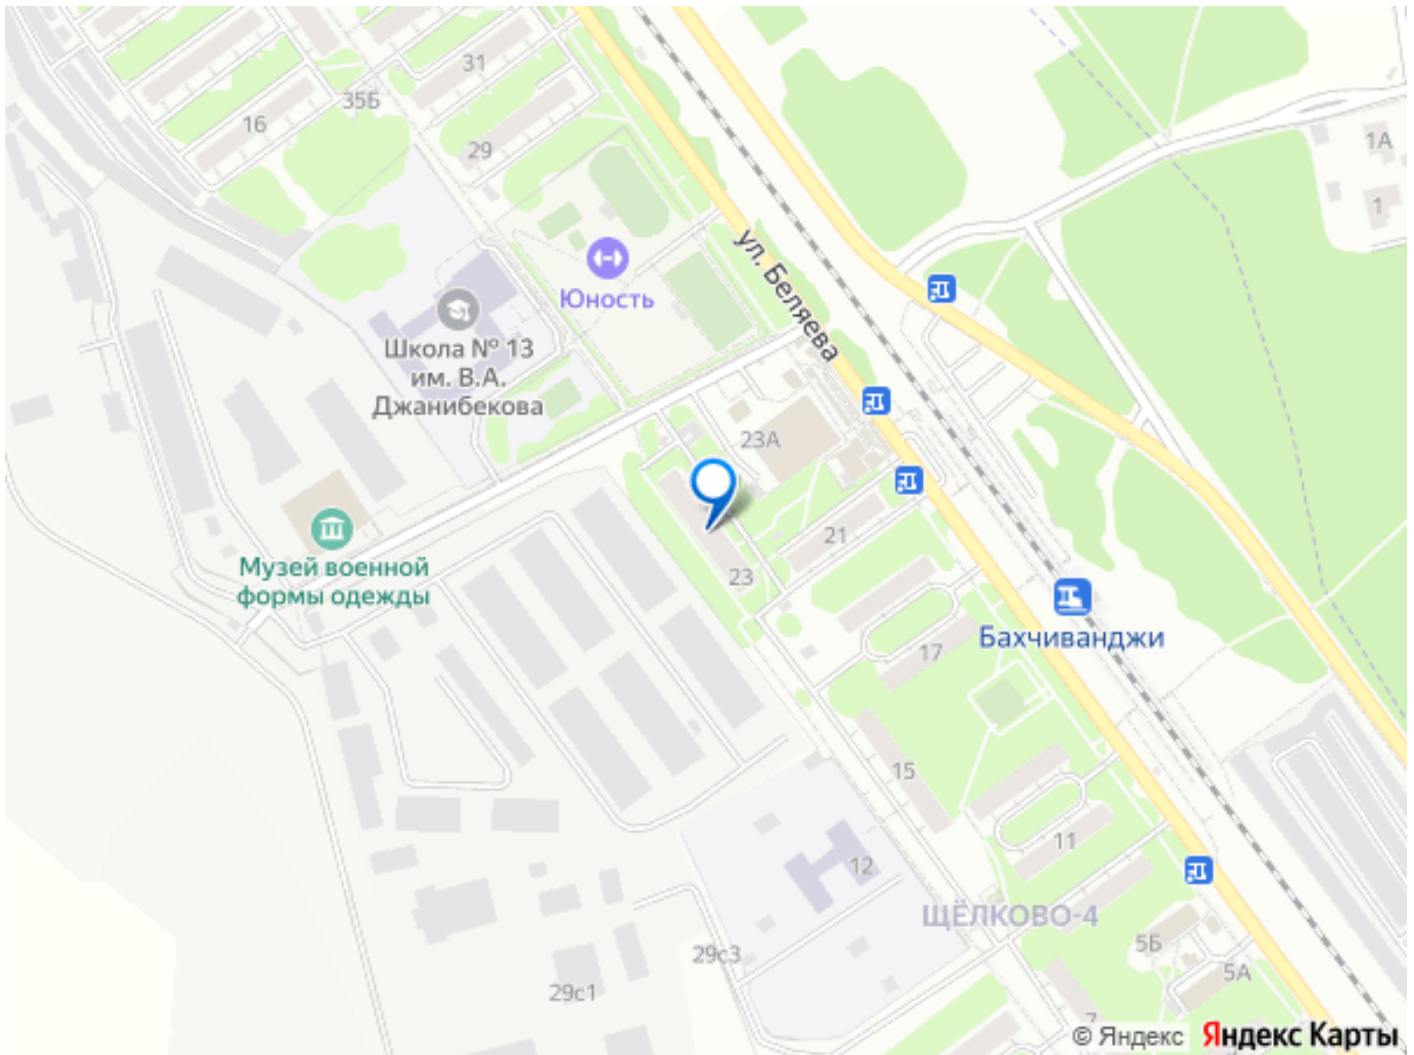 31
35Б
16
29
1А
1
ул. Беляева
Юность
Школа № 13
им. В.А.
Джанибекова
23А
21
Музей военной
формы одежды
23
17
Бахчиванджи
15
11
12
ЩЁЛКОВО-4
5Б
29с3
5А
29с1
7
© Яндекс Яндекс Карты